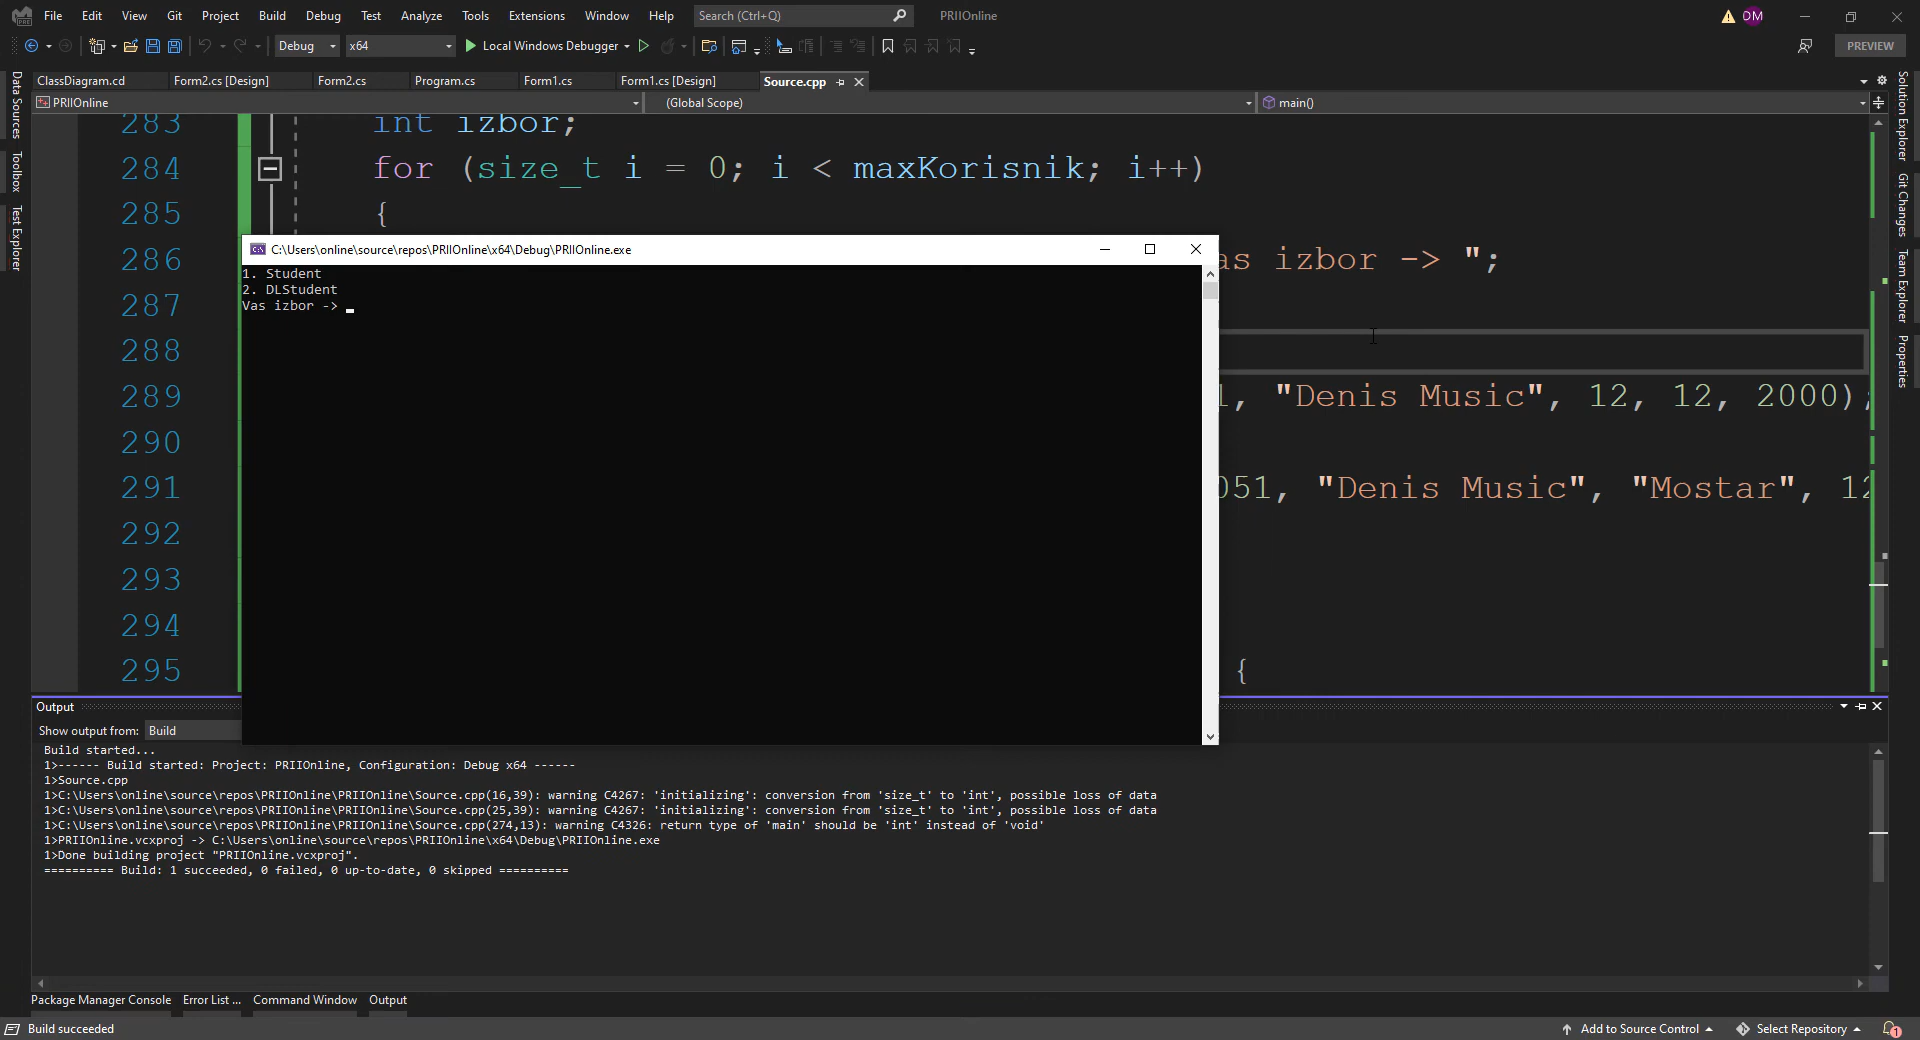 File Edit View Git Project Build Debug Test Analyze Tools Extensions Window Help Search (Ctrl+Q) PRIIOnline DM
Debug x64 Local Windows Debugger PREVIEW
ClassDiagram.cd Form2.cs [Design] Form2.cs Program.cs Form1.cs Form1.cs [Design] Source.cpp
PRIIOnline (Global Scope) main()
Data Sources
Toolbox
Test Explorer
283 int izbor;
284 for (size_t i = 0; i < maxKorisnik; i++)
285 {
286 as izbor -> ";
287
288
289 1, "Denis Music", 12, 12, 2000);
290
291 051, "Denis Music", "Mostar", 12
292
293
294
295 {
C:\Users\online\source\repos\PRIIOnline\x64\Debug\PRIIOnline.exe
1. Student
2. DLStudent
Vas izbor ->
Solution Explorer
Git Changes
Team Explorer
Properties
Output
Show output from: Build
Build started...
1>------ Build started: Project: PRIIOnline, Configuration: Debug x64 ------
1>Source.cpp
1>C:\Users\online\source\repos\PRIIOnline\PRIIOnline\Source.cpp(16,39): warning C4267: 'initializing': conversion from 'size_t' to 'int', possible loss of data
1>C:\Users\online\source\repos\PRIIOnline\PRIIOnline\Source.cpp(25,39): warning C4267: 'initializing': conversion from 'size_t' to 'int', possible loss of data
1>C:\Users\online\source\repos\PRIIOnline\PRIIOnline\Source.cpp(274,13): warning C4326: return type of 'main' should be 'int' instead of 'void'
1>PRIIOnline.vcxproj -> C:\Users\online\source\repos\PRIIOnline\x64\Debug\PRIIOnline.exe
1>Done building project "PRIIOnline.vcxproj".
========== Build: 1 succeeded, 0 failed, 0 up-to-date, 0 skipped ==========
Package Manager Console Error List ... Command Window Output
Build succeeded Add to Source Control Select Repository 1